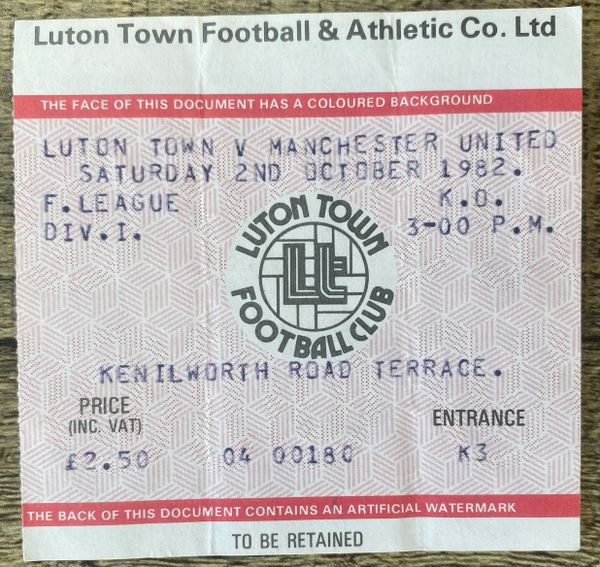 Luton Town Football & Athletic Co. Ltd
THE FACE OF THIS DOCUMENT HAS A COLOURED BACKGROUND
LUTON TOWN V MANCHESTER UNITED
SATURDAY 2ND OCTOBER 1982.
F. LEAGUE K.O.
DIV.I. 3-00 P.M.
LUTON TOWN
FOOTBALL CLUB
KENILWORTH ROAD TERRACE.
PRICE
(INC. VAT) ENTRANCE
£2.50 04 00180 K3
THE BACK OF THIS DOCUMENT CONTAINS AN ARTIFICIAL WATERMARK
TO BE RETAINED